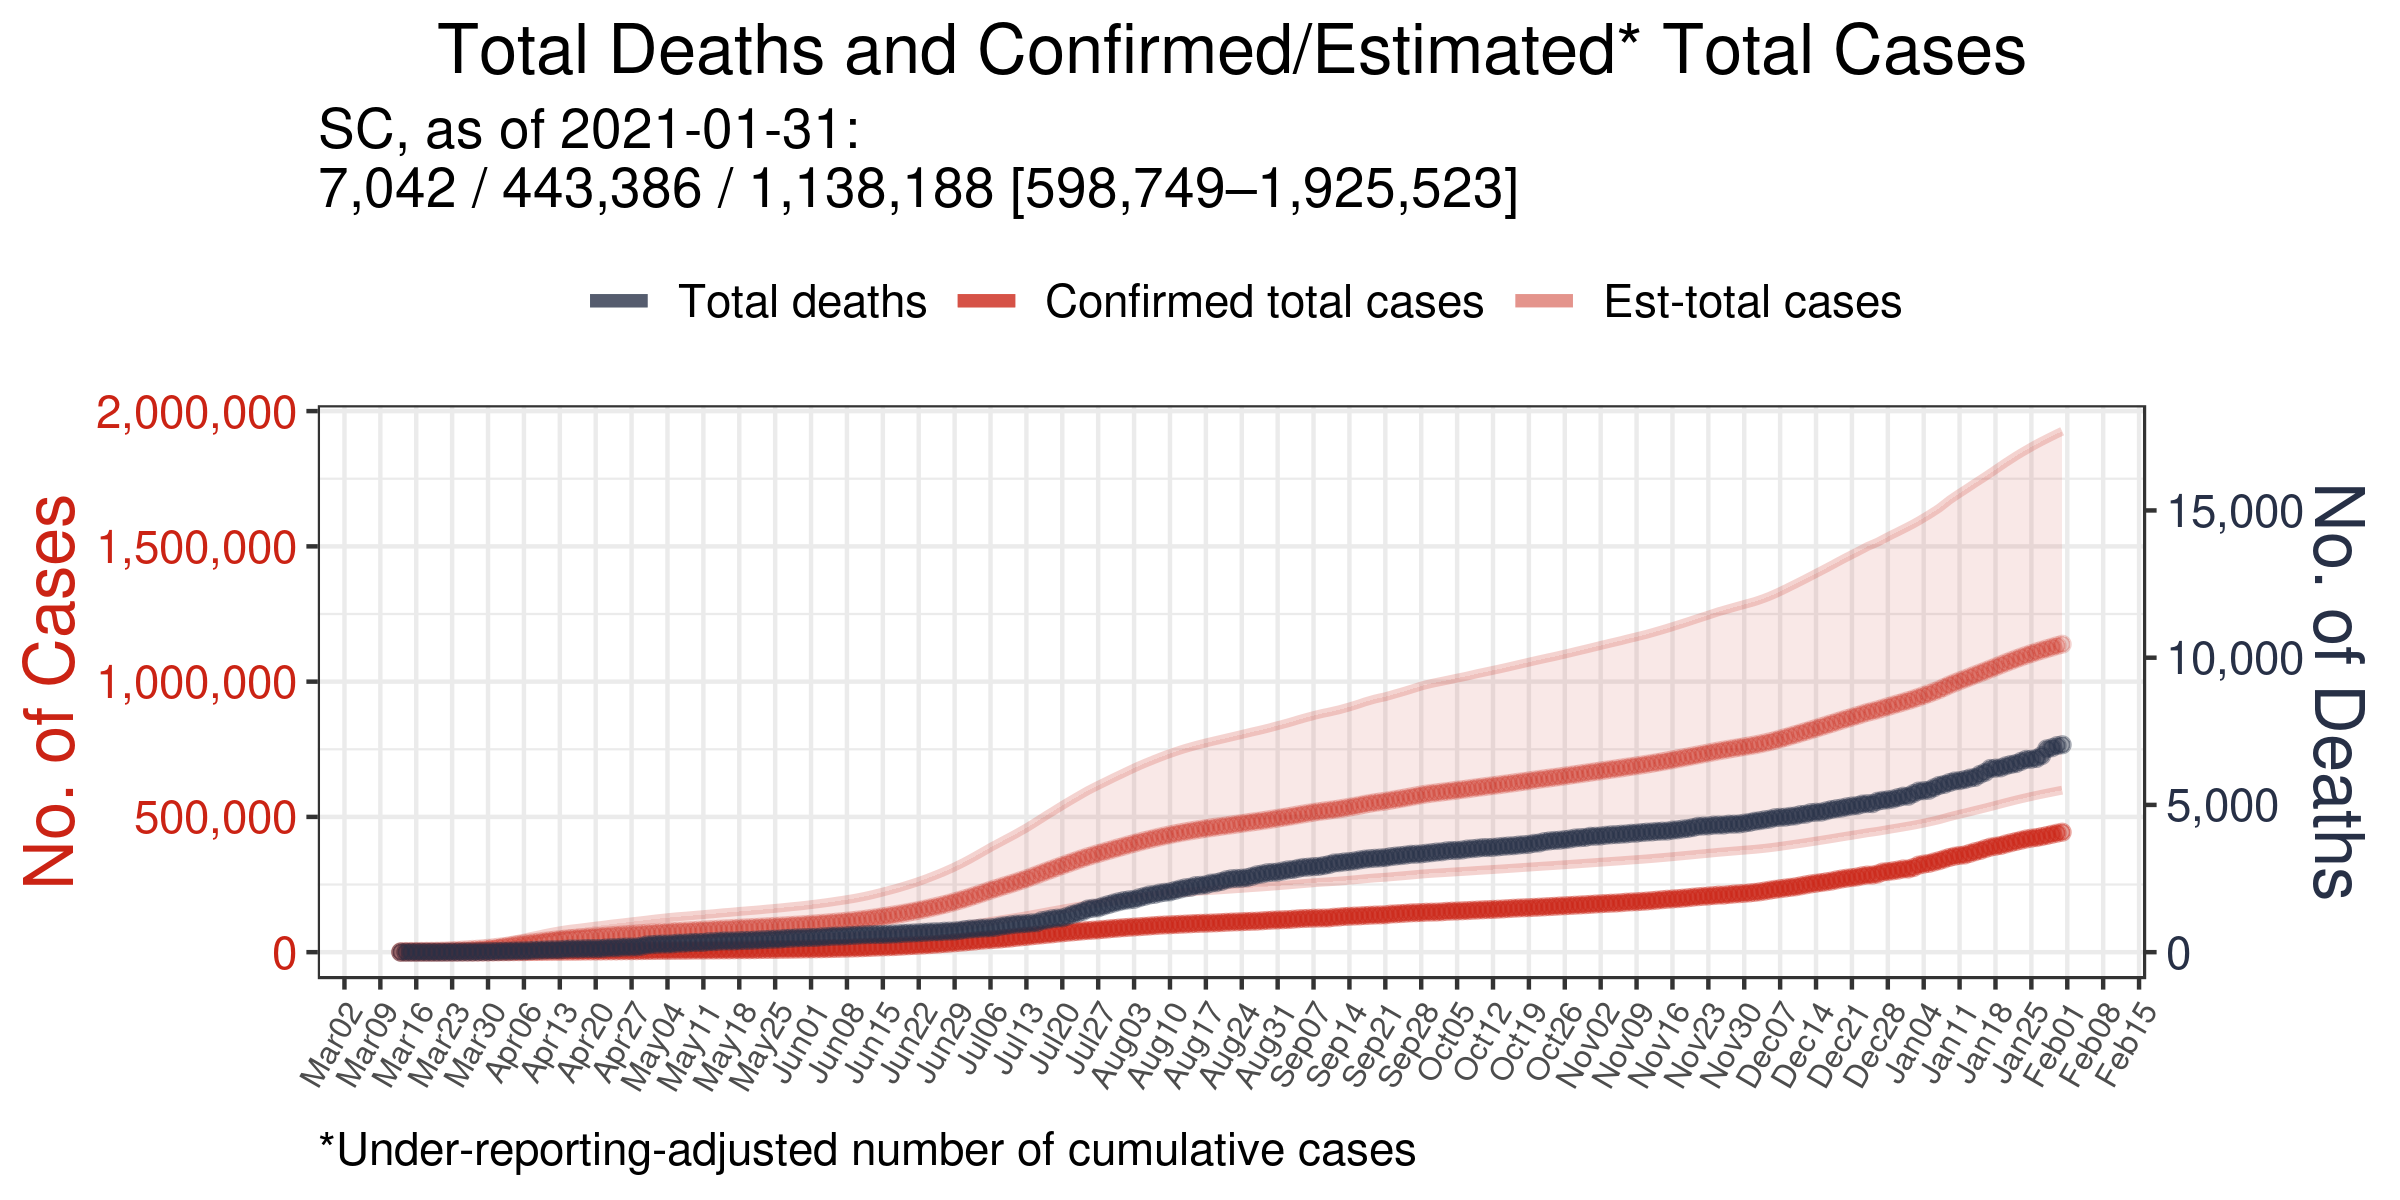 Total Deaths and Confirmed/Estimated* Total Cases
SC, as of 2021-01-31:
7,042 / 443,386 / 1,138,188 [598,749–1,925,523]
Total deaths
Confirmed total cases
Est-total cases
No. of Cases
2,000,000
1,500,000
1,000,000
500,000
0
15,000
10,000
5,000
0
No. of Deaths
Mar02
Mar09
Mar16
Mar23
Mar30
Apr06
Apr13
Apr20
Apr27
May04
May11
May18
May25
Jun01
Jun08
Jun15
Jun22
Jun29
Jul06
Jul13
Jul20
Jul27
Aug03
Aug10
Aug17
Aug24
Aug31
Sep07
Sep14
Sep21
Sep28
Oct05
Oct12
Oct19
Oct26
Nov02
Nov09
Nov16
Nov23
Nov30
Dec07
Dec14
Dec21
Dec28
Jan04
Jan11
Jan18
Jan25
Feb01
Feb08
Feb15
*Under-reporting-adjusted number of cumulative cases